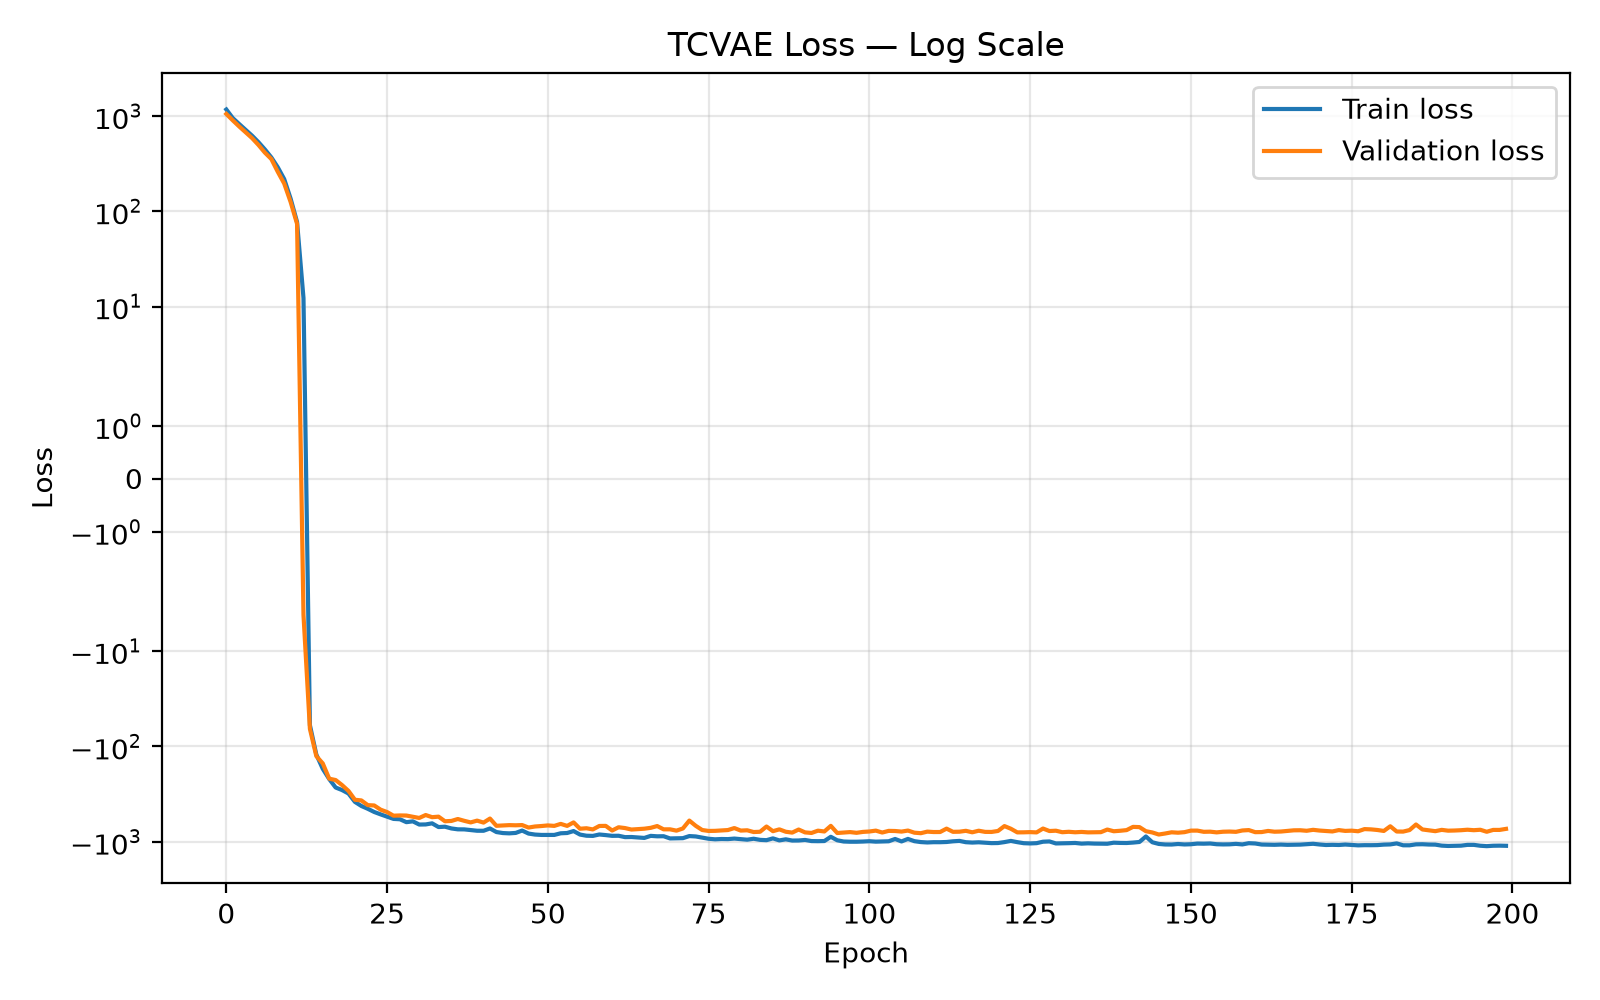 TCVAE Loss — Log Scale
Train loss
Validation loss
10³
10²
10¹
10⁰
0
−10⁰
−10¹
−10²
−10³
Loss
0 25 50 75 100 125 150 175 200
Epoch